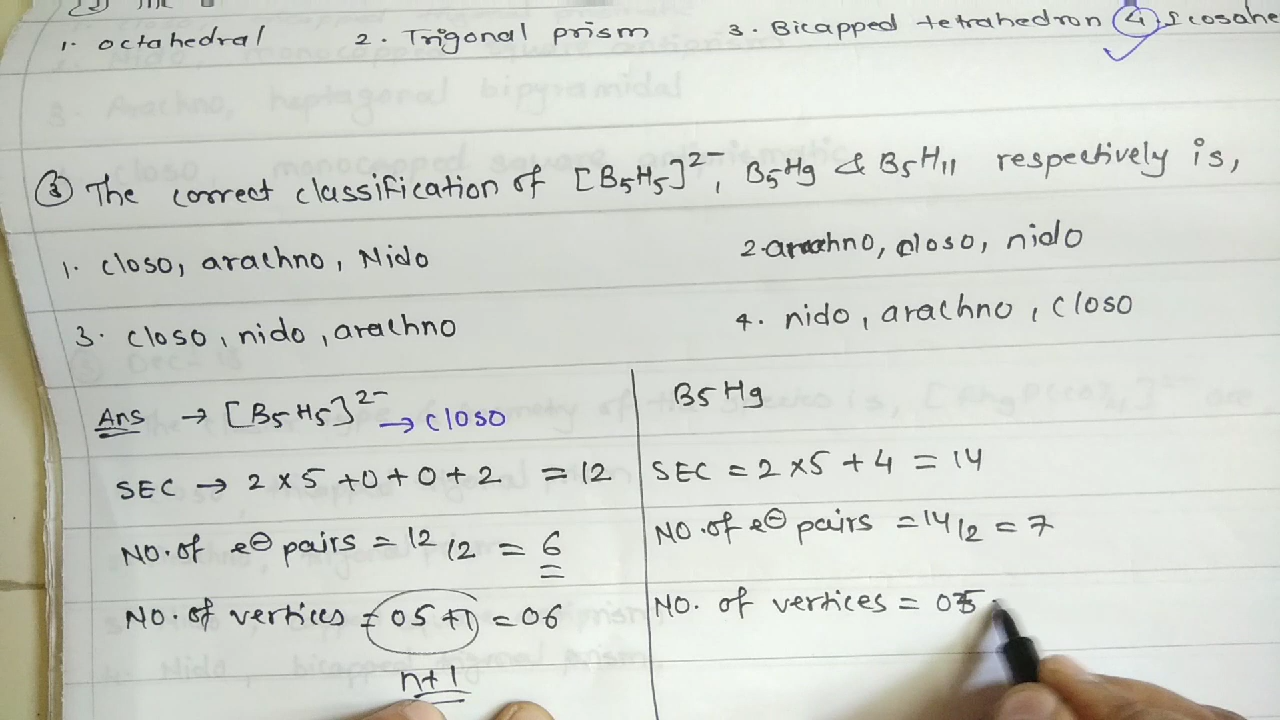 1. octahedral 2. Trigonal prism 3. Bicapped tetrahedron 4. Icosahe
3. Arachno, heptagonal bipyramidal
③ The correct classification of [B5H5]²⁻, B5H9 & B5H11 respectively is,
1. closo, arachno, Nido 2. arachno, closo, nido
3. closo, nido, arachno 4. nido, arachno, closo
Ans → [B5H5]²⁻ → closo B5H9
SEC → 2 × 5 + 0 + 0 + 2 = 12 SEC = 2 × 5 + 4 = 14
NO. of e⊖ pairs = 12/2 = 6 NO. of e⊖ pairs = 14/2 = 7
NO. of vertices = 05 + 1 = 06 NO. of vertices = 05
n+1